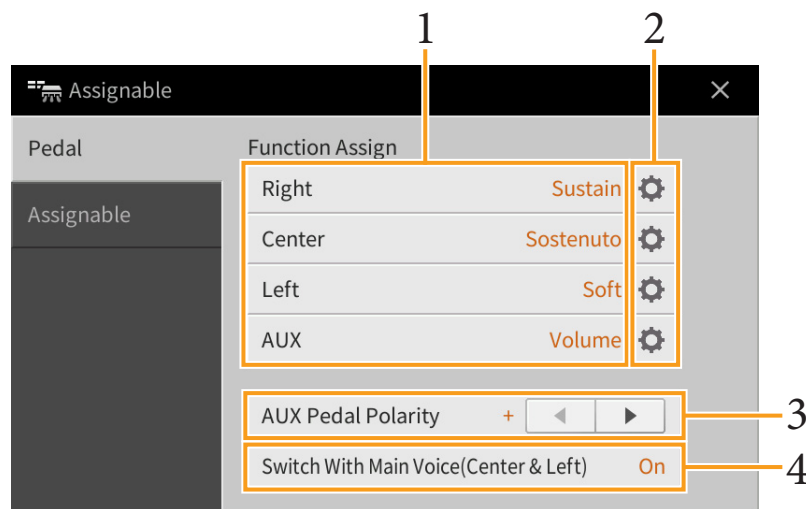 1 2
Assignable
Pedal
Function Assign
Right Sustain
Assignable
Center Sostenuto
Left Soft
AUX Volume
AUX Pedal Polarity + 3
Switch With Main Voice(Center & Left) On 4